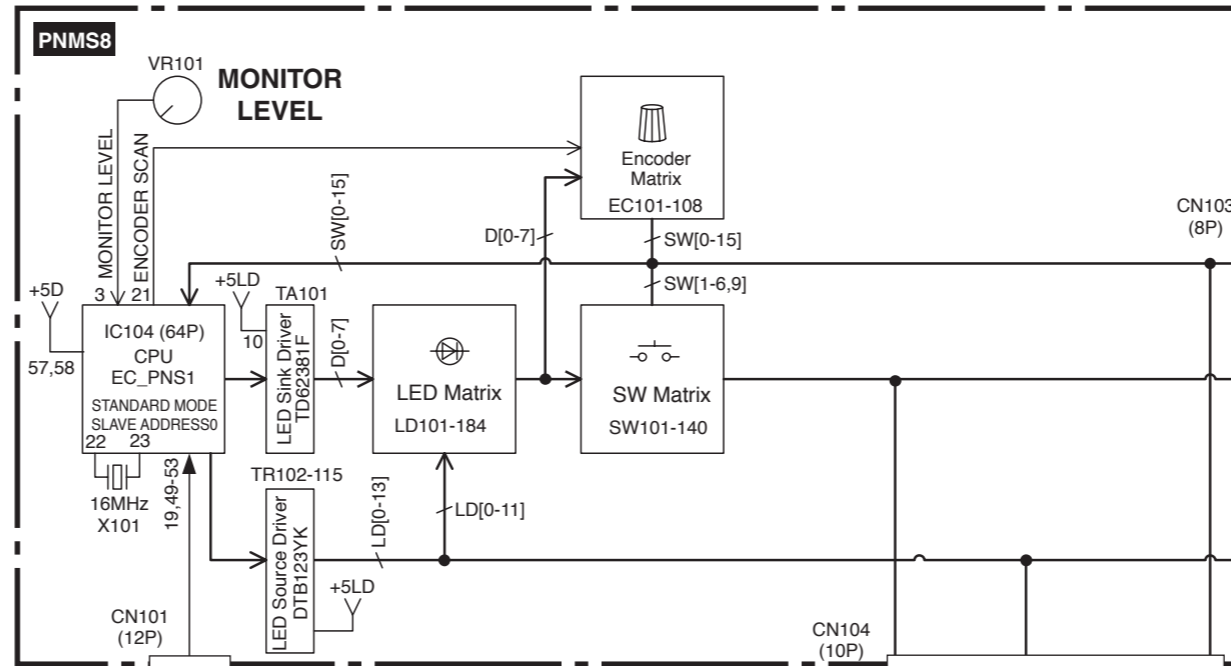 PNMS8
VR101
MONITOR
LEVEL
MONITOR LEVEL
ENCODER SCAN
SW[0-15]
Encoder
Matrix
EC101-108
D[0-7]
SW[0-15]
SW[1-6,9]
CN103
(8P)
+5D
3
21
+5LD
TA101
57,58
IC104 (64P)
CPU
EC_PNS1
STANDARD MODE
SLAVE ADDRESS0
22
23
10
LED Sink Driver
TD62381F
D[0-7]
LED Matrix
LD101-184
SW Matrix
SW101-140
16MHz
X101
19,49-53
TR102-115
LED Source Driver
DTB123YK
LD[0-13]
LD[0-11]
+5LD
CN101
(12P)
CN104
(10P)